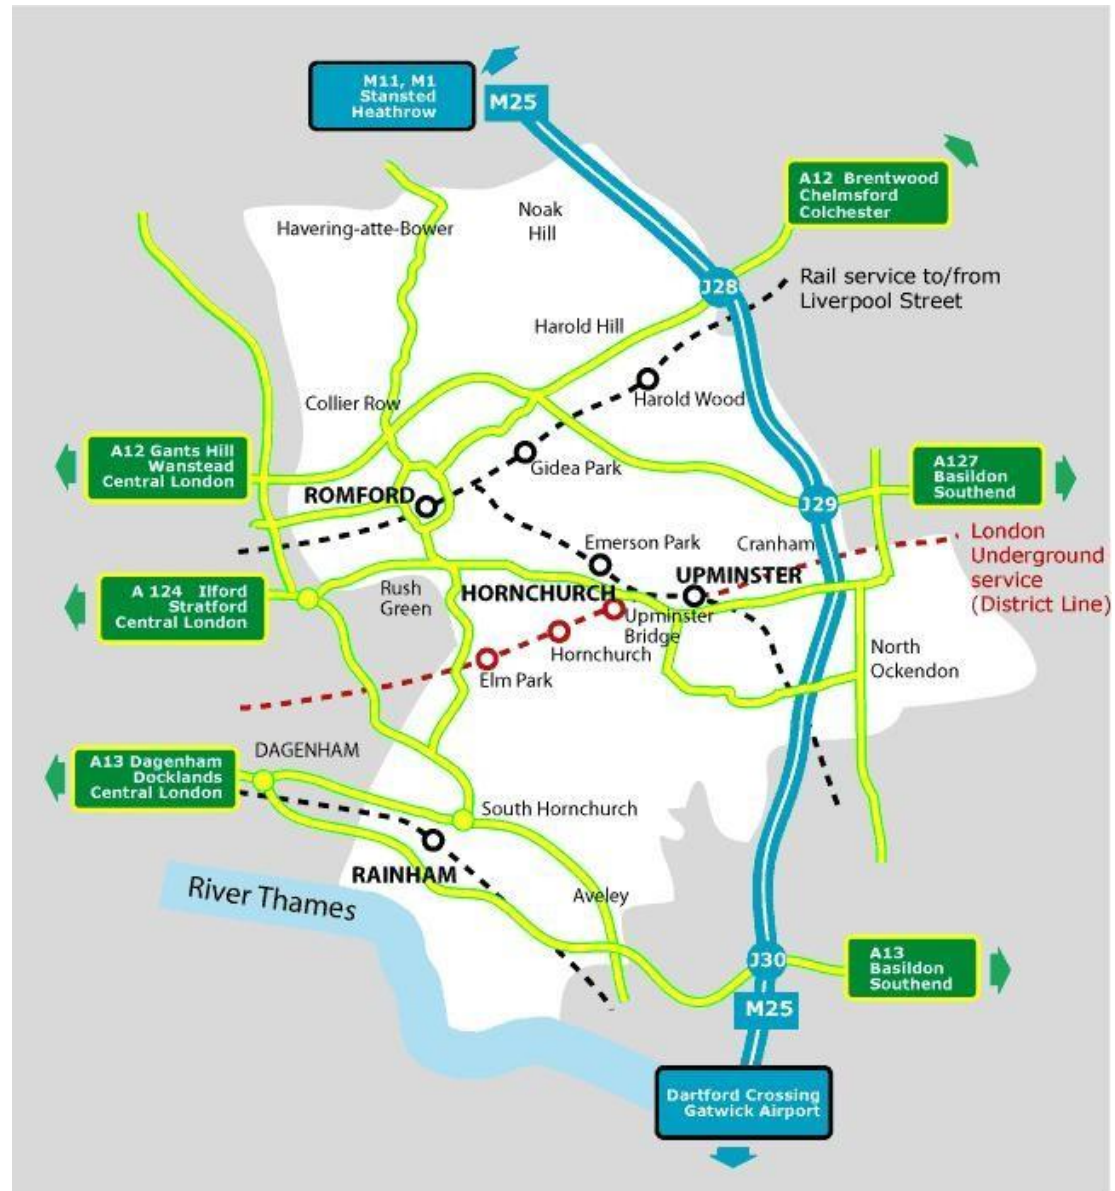 M11, M1
Stansted
Heathrow
M25
A12 Brentwood
Chelmsford
Colchester
Noak
Hill
Havering-atte-Bower
Rail service to/from
Liverpool Street
J28
Harold Hill
Harold Wood
Collier Row
A12 Gants Hill
Wanstead
Central London
Gidea Park
ROMFORD
A127
Basildon
Southend
J29
London
Underground
service
(District Line)
Emerson Park
Cranham
UPMINSTER
A 124 Ilford
Stratford
Central London
Rush
Green
HORNCHURCH
Upminster
Bridge
Hornchurch
Elm Park
North
Ockendon
DAGENHAM
A13 Dagenham
Docklands
Central London
South Hornchurch
RAINHAM
River Thames
Aveley
J30
A13
Basildon
Southend
M25
Dartford Crossing
Gatwick Airport